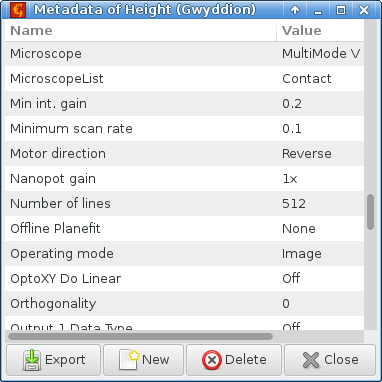 Metadata of Height (Gwyddion)
Name Value
Microscope MultiMode V
MicroscopeList Contact
Min int. gain 0.2
Minimum scan rate 0.1
Motor direction Reverse
Nanopot gain 1x
Number of lines 512
Offline Planefit None
Operating mode Image
OptoXY Do Linear Off
Orthogonality 0
Output 1 Data Type Off
Export New Delete Close